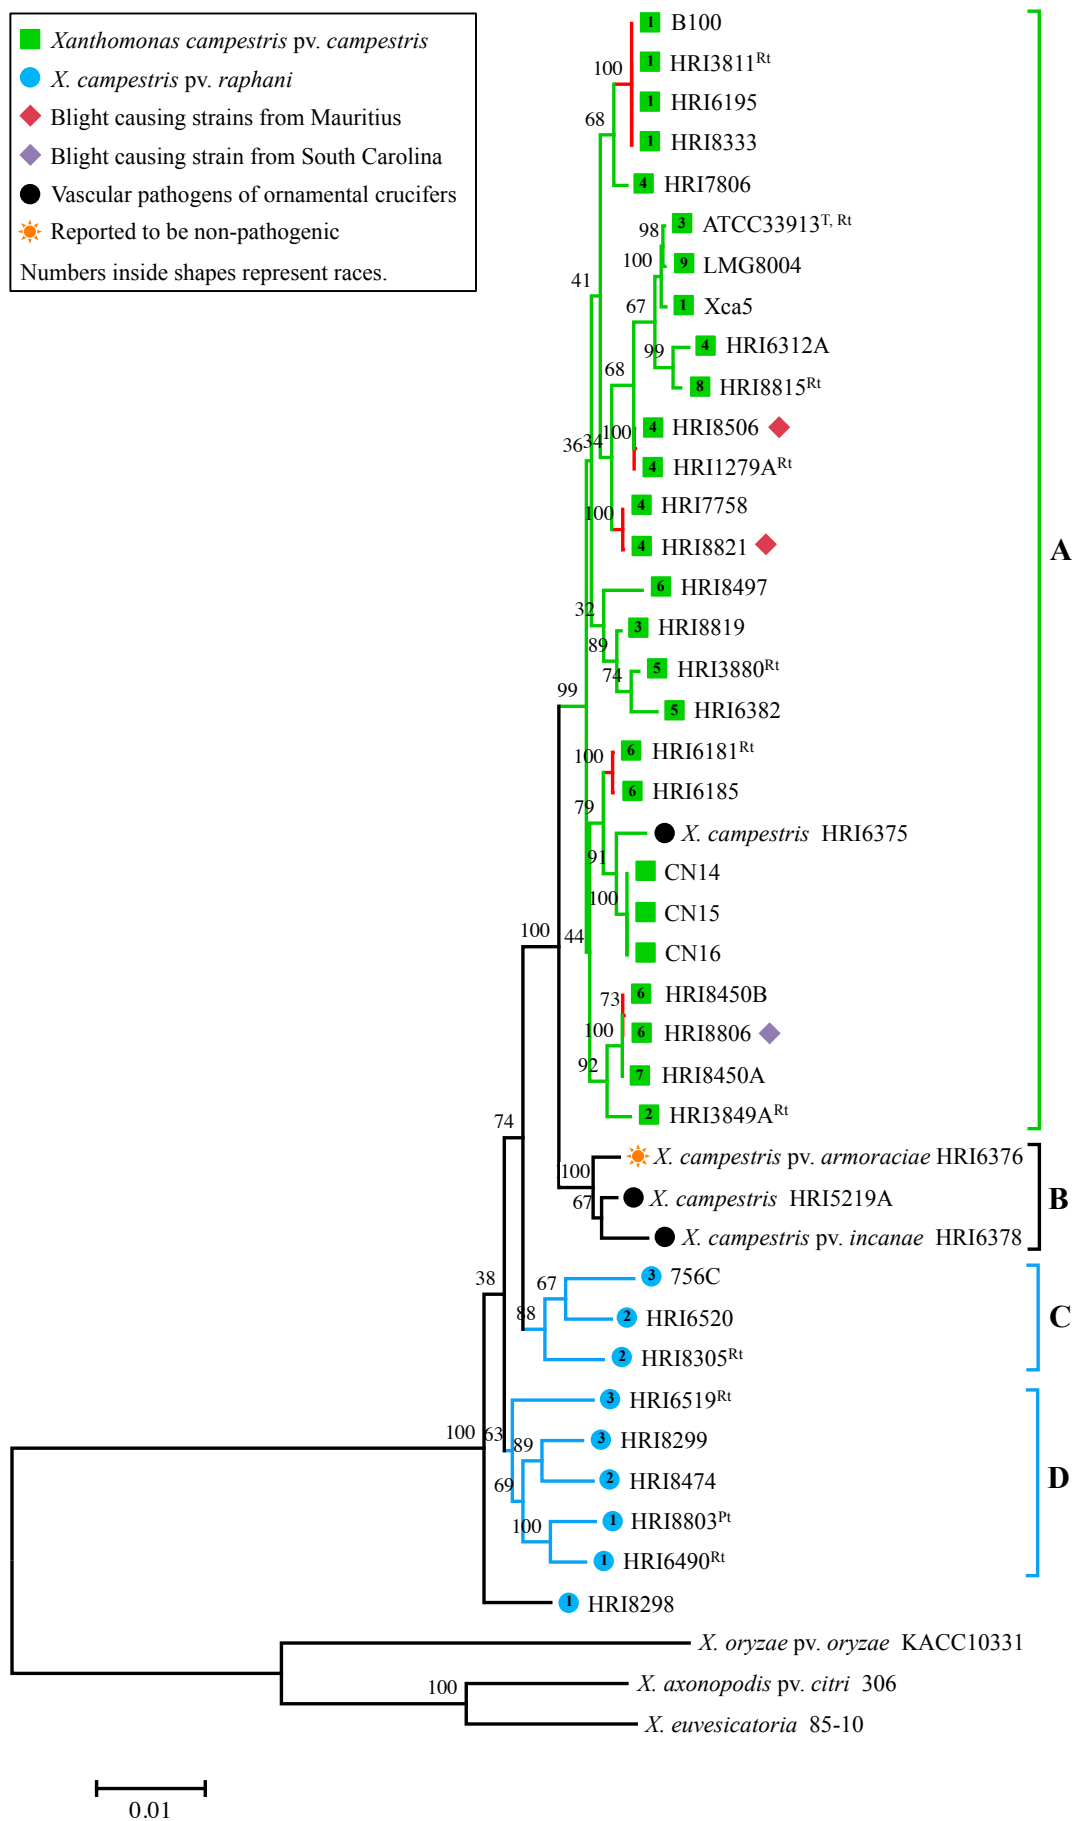 Xanthomonas campestris pv. campestris
X. campestris pv. raphani
Blight causing strains from Mauritius
Blight causing strain from South Carolina
Vascular pathogens of ornamental crucifers
Reported to be non-pathogenic
Numbers inside shapes represent races.
1 B100
100
1 HRI3811Rt
1 HRI6195
68
1 HRI8333
4 HRI7806
98
3 ATCC33913T, Rt
100
9 LMG8004
41
67
1 Xca5
99
4 HRI6312A
68
8 HRI8815Rt
36 34 100
4 HRI8506
4 HRI1279ARt
100
4 HRI7758
4 HRI8821
A
32
6 HRI8497
89
3 HRI8819
74
5 HRI3880Rt
99
5 HRI6382
100
6 HRI6181Rt
6 HRI6185
79
X. campestris HRI6375
91
CN14
100
CN15
100 44
CN16
73
6 HRI8450B
100
6 HRI8806
92
7 HRI8450A
74
2 HRI3849ARt
100
X. campestris pv. armoraciae HRI6376
67
X. campestris HRI5219A
B
X. campestris pv. incanae HRI6378
38
67
3 756C
88
2 HRI6520
C
2 HRI8305Rt
3 HRI6519Rt
100 63 89
3 HRI8299
69
2 HRI8474
D
100
1 HRI8803Pt
1 HRI6490Rt
1 HRI8298
X. oryzae pv. oryzae KACC10331
100
X. axonopodis pv. citri 306
X. euvesicatoria 85-10
0.01